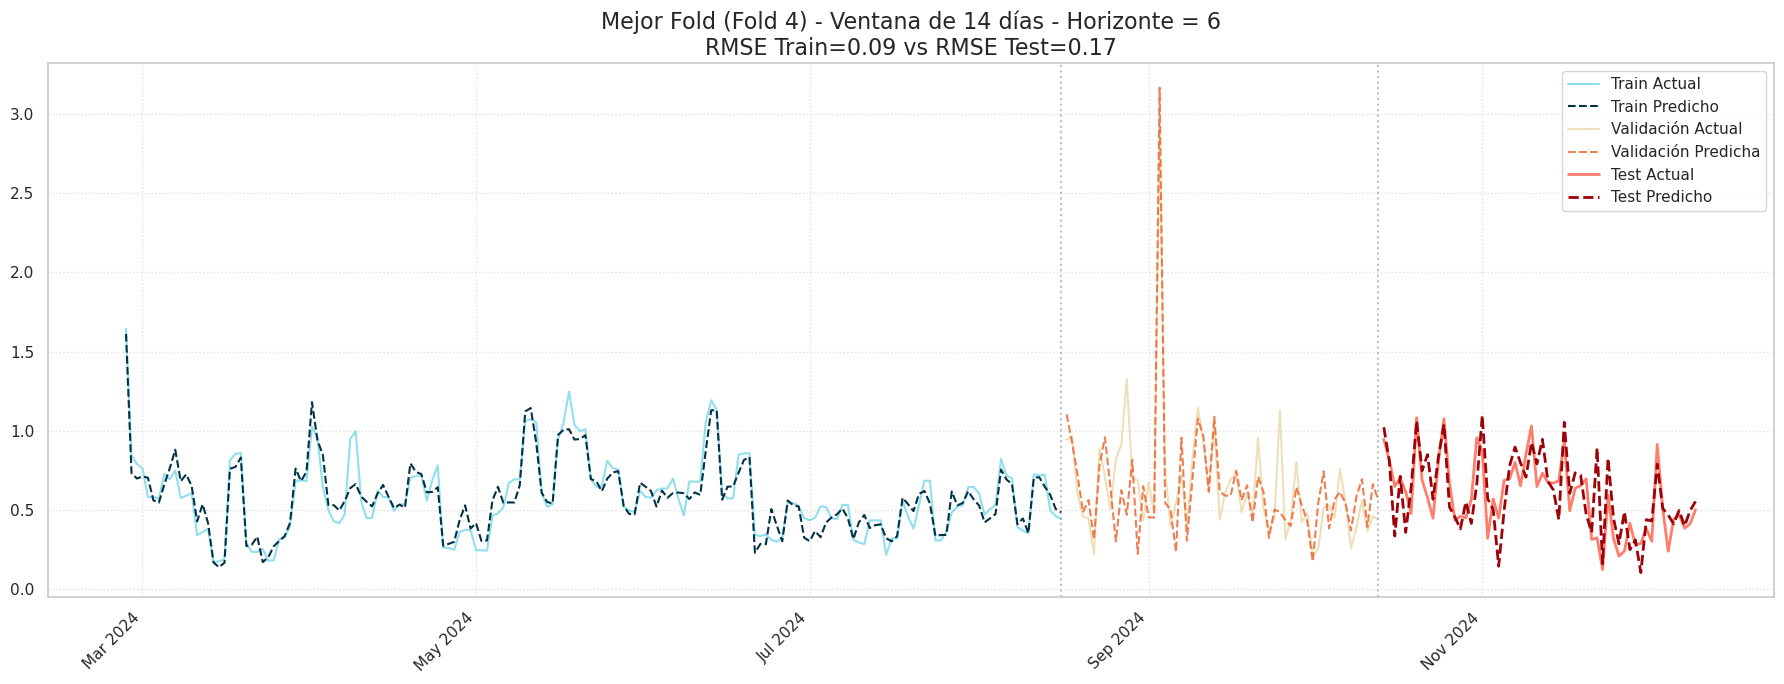 Mejor Fold (Fold 4) - Ventana de 14 días - Horizonte = 6
RMSE Train=0.09 vs RMSE Test=0.17
Train Actual
Train Predicho
Validación Actual
Validación Predicha
Test Actual
Test Predicho
3.0
2.5
2.0
1.5
1.0
0.5
0.0
Mar 2024
May 2024
Jul 2024
Sep 2024
Nov 2024